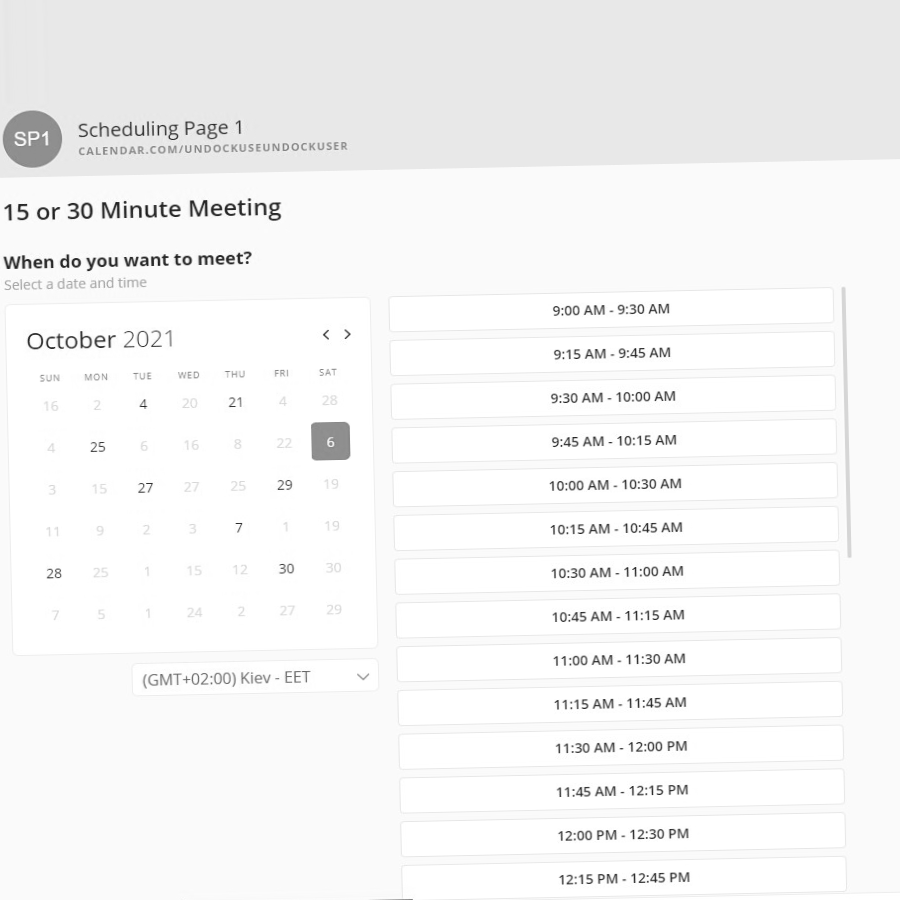 SP1
Scheduling Page 1
CALENDAR.COM/UNDOCKUSEUNDOCKUSER
15 or 30 Minute Meeting
When do you want to meet?
Select a date and time
October 2021
SUN MON TUE WED THU FRI SAT
16 2 4 20 21 4 28
4 25 6 16 8 22 6
3 15 27 27 25 29 19
11 9 2 3 7 1 19
28 25 1 15 12 30 30
7 5 1 24 2 27 29
(GMT+02:00) Kiev - EET
9:00 AM - 9:30 AM
9:15 AM - 9:45 AM
9:30 AM - 10:00 AM
9:45 AM - 10:15 AM
10:00 AM - 10:30 AM
10:15 AM - 10:45 AM
10:30 AM - 11:00 AM
10:45 AM - 11:15 AM
11:00 AM - 11:30 AM
11:15 AM - 11:45 AM
11:30 AM - 12:00 PM
11:45 AM - 12:15 PM
12:00 PM - 12:30 PM
12:15 PM - 12:45 PM